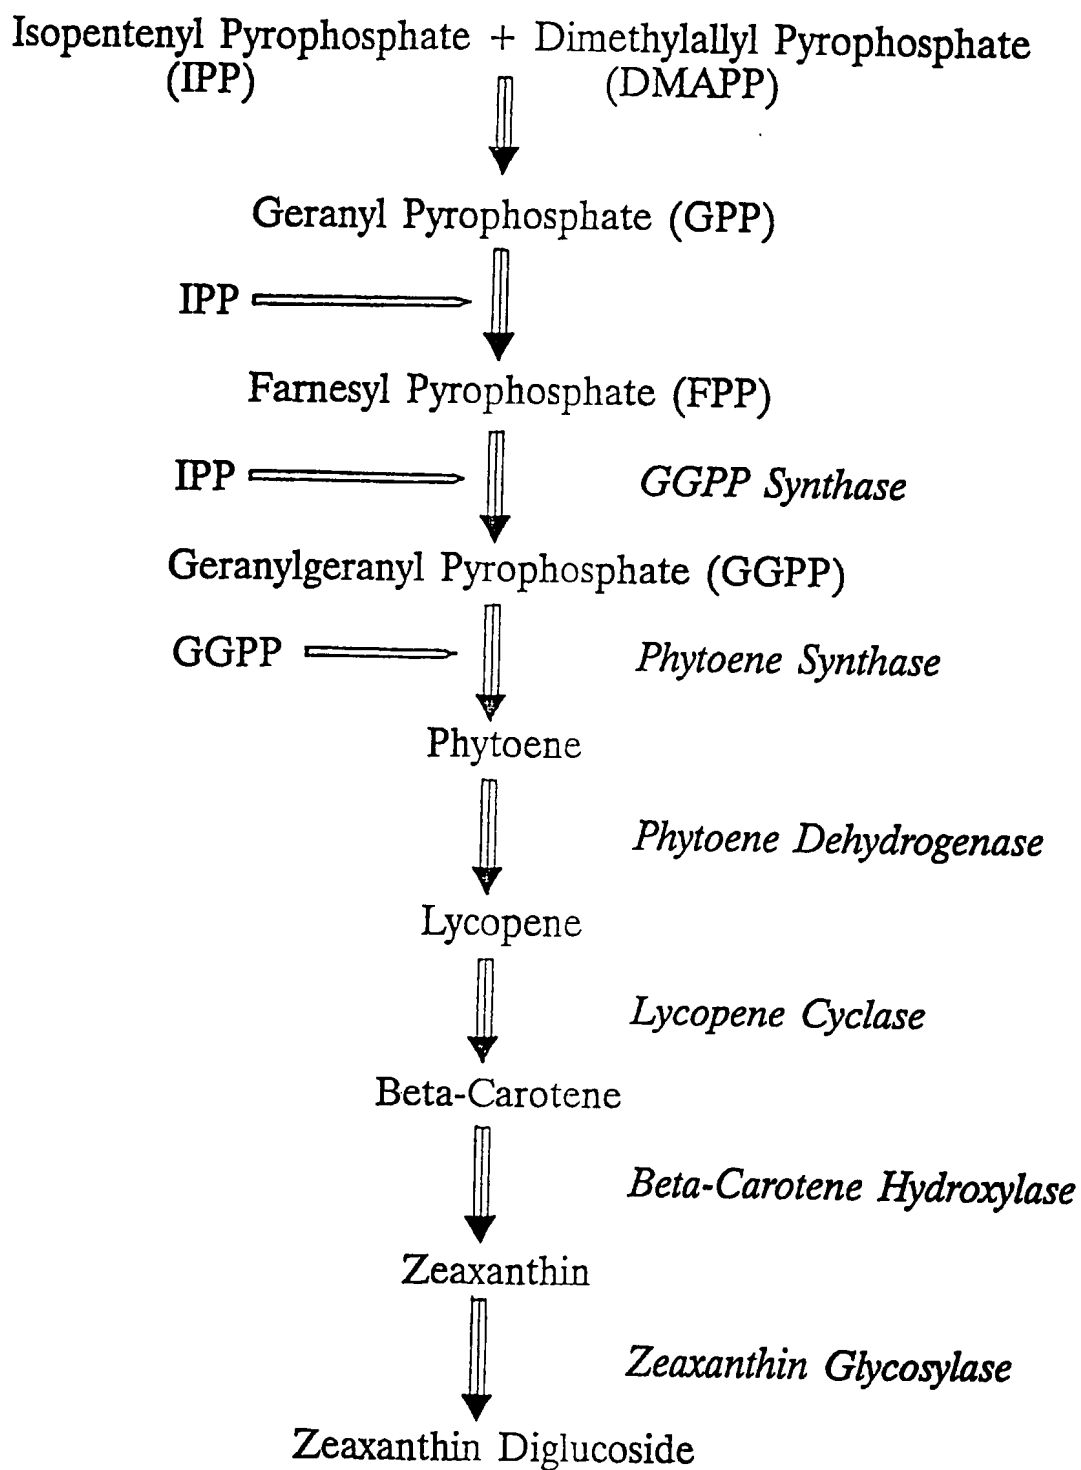 Isopentenyl Pyrophosphate + Dimethylallyl Pyrophosphate
(IPP) (DMAPP)
Geranyl Pyrophosphate (GPP)
IPP
Farnesyl Pyrophosphate (FPP)
IPP GGPP Synthase
Geranylgeranyl Pyrophosphate (GGPP)
GGPP Phytoene Synthase
Phytoene
Phytoene Dehydrogenase
Lycopene
Lycopene Cyclase
Beta-Carotene
Beta-Carotene Hydroxylase
Zeaxanthin
Zeaxanthin Glycosylase
Zeaxanthin Diglucoside